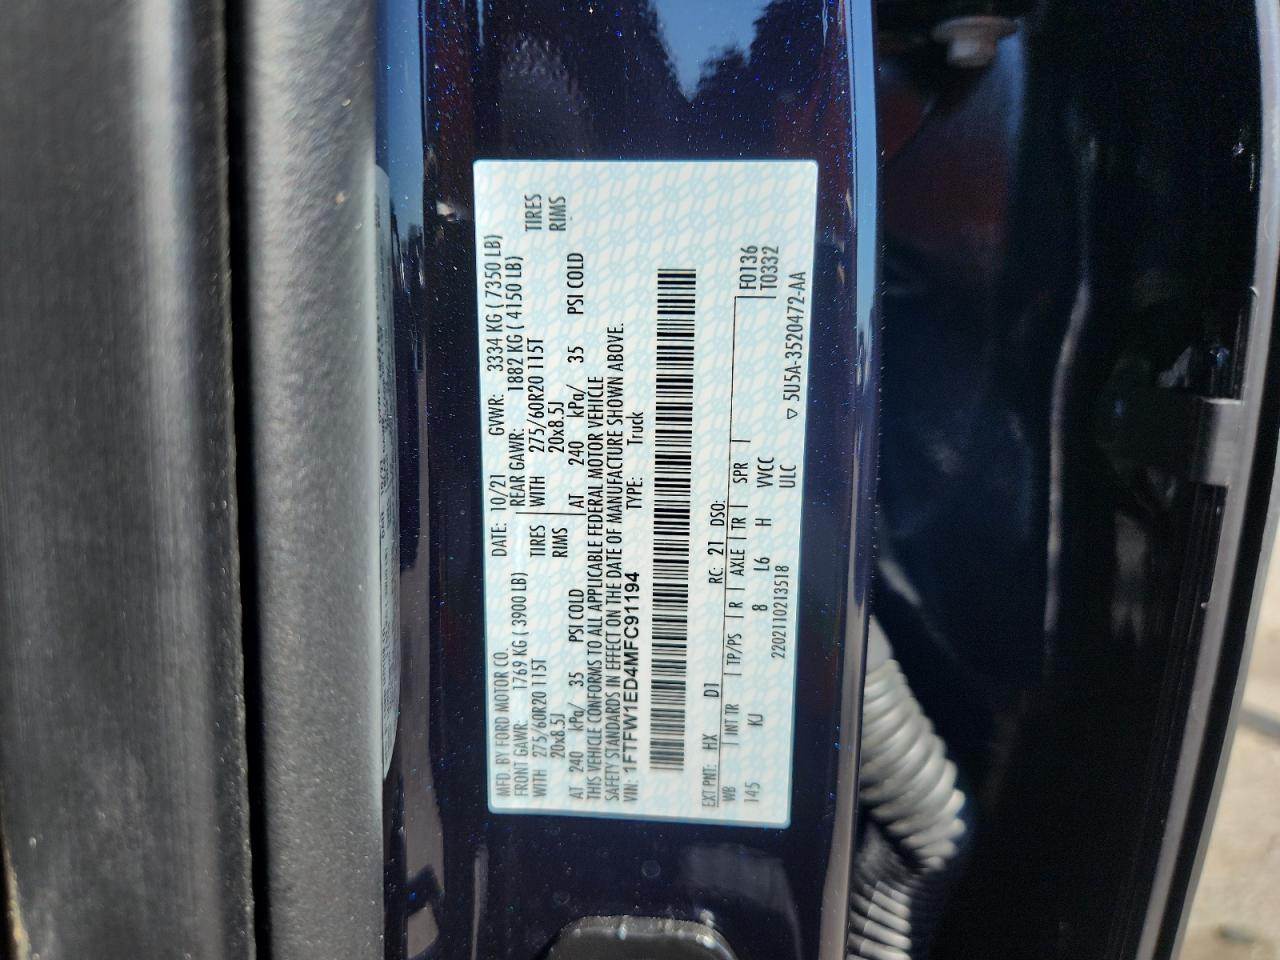 MFD. BY FORD MOTOR CO. DATE: 10/21 GVWR: 3334 KG ( 7350 LB)
FRONT GAWR: 1769 KG ( 3900 LB) REAR GAWR: 1882 KG ( 4150 LB)
WITH 275/60R20 115T TIRES WITH 275/60R20 115T TIRES
20x8.5J RIMS 20x8.5J RIMS
AT 240 kPa/ 35 PSI COLD AT 240 kPa/ 35 PSI COLD
THIS VEHICLE CONFORMS TO ALL APPLICABLE FEDERAL MOTOR VEHICLE
SAFETY STANDARDS IN EFFECT ON THE DATE OF MANUFACTURE SHOWN ABOVE.
VIN: 1FTFW1ED4MFC91194 TYPE: Truck
EXT PNT: HX D1 RC: 21 DSO: F0136
WB INT TR TP/PS R AXLE TR SPR T0332
145 KJ 8 L6 H VVCC
2202110213518 ULC
▽ 5U5A-3520472-AA